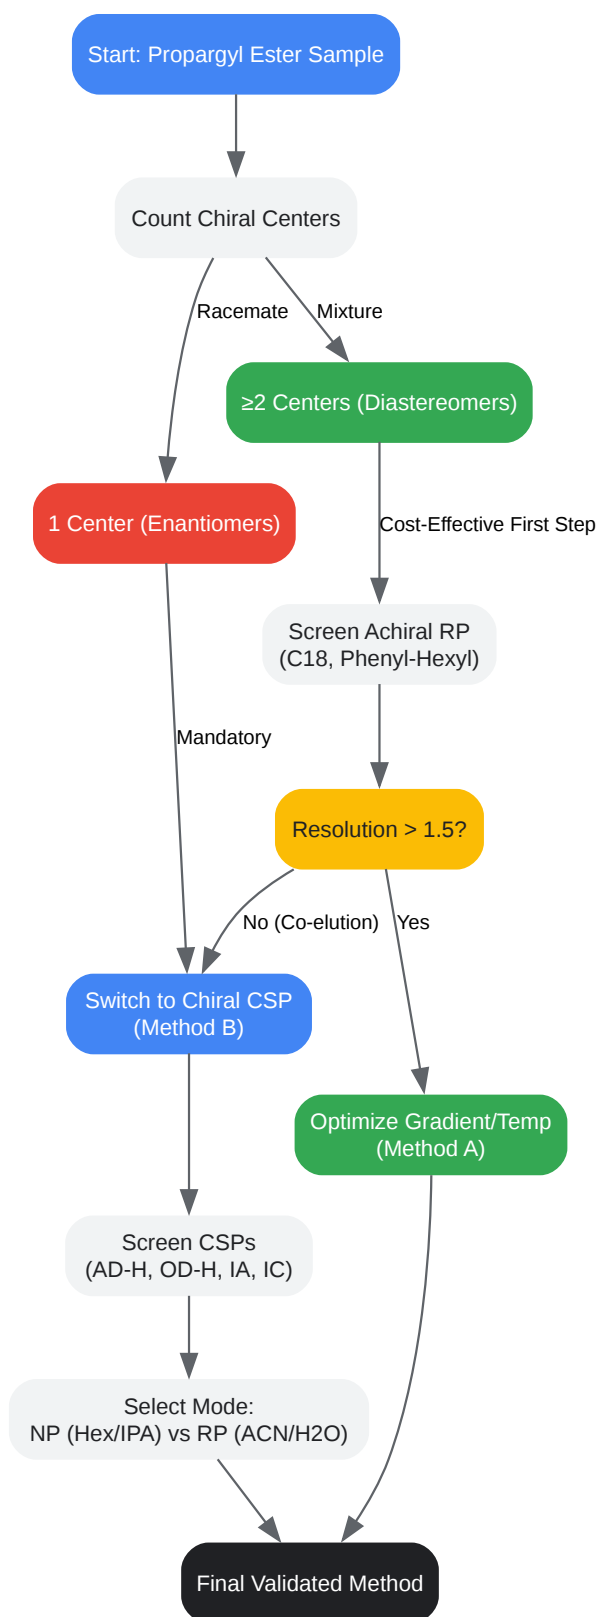 Start: Propargyl Ester Sample
Count Chiral Centers
Racemate
Mixture
≥2 Centers (Diastereomers)
1 Center (Enantiomers)
Cost-Effective First Step
Screen Achiral RP
(C18, Phenyl-Hexyl)
Mandatory
Resolution > 1.5?
No (Co-elution)
Yes
Switch to Chiral CSP
(Method B)
Optimize Gradient/Temp
(Method A)
Screen CSPs
(AD-H, OD-H, IA, IC)
Select Mode:
NP (Hex/IPA) vs RP (ACN/H2O)
Final Validated Method